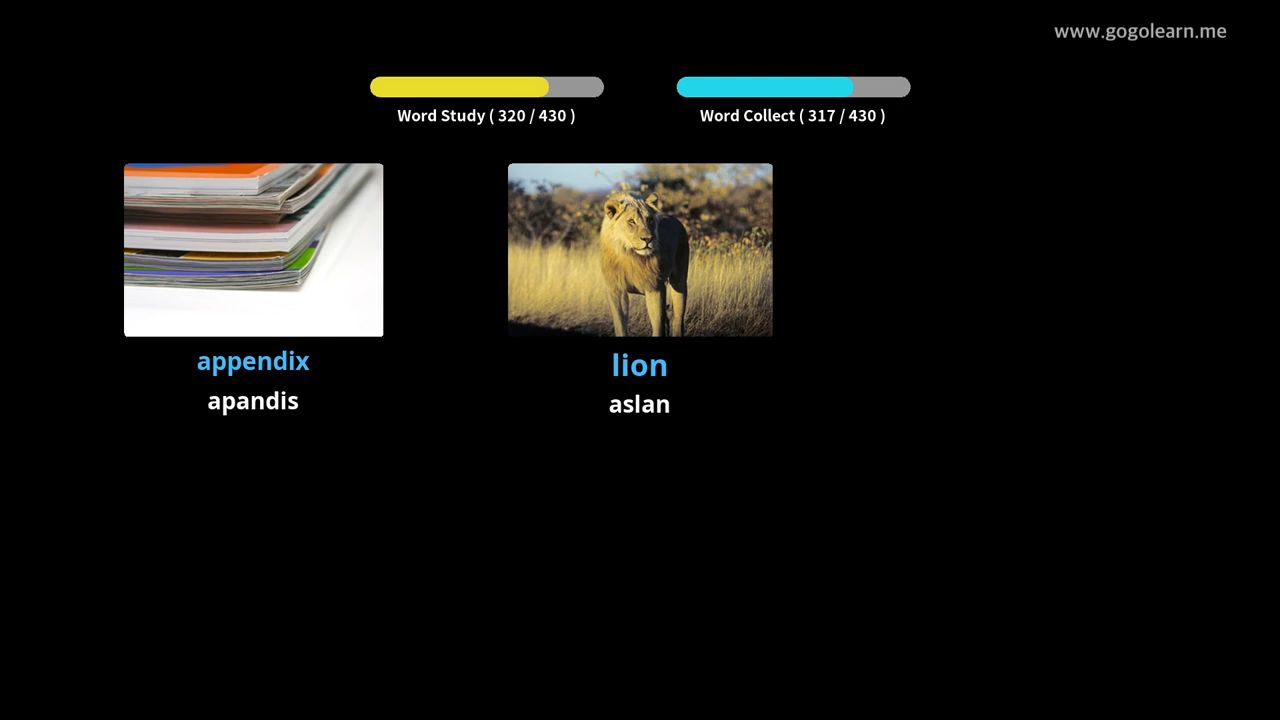 www.gogolearn.me
Word Study ( 320 / 430 )
Word Collect ( 317 / 430 )
appendix
apandis
lion
aslan